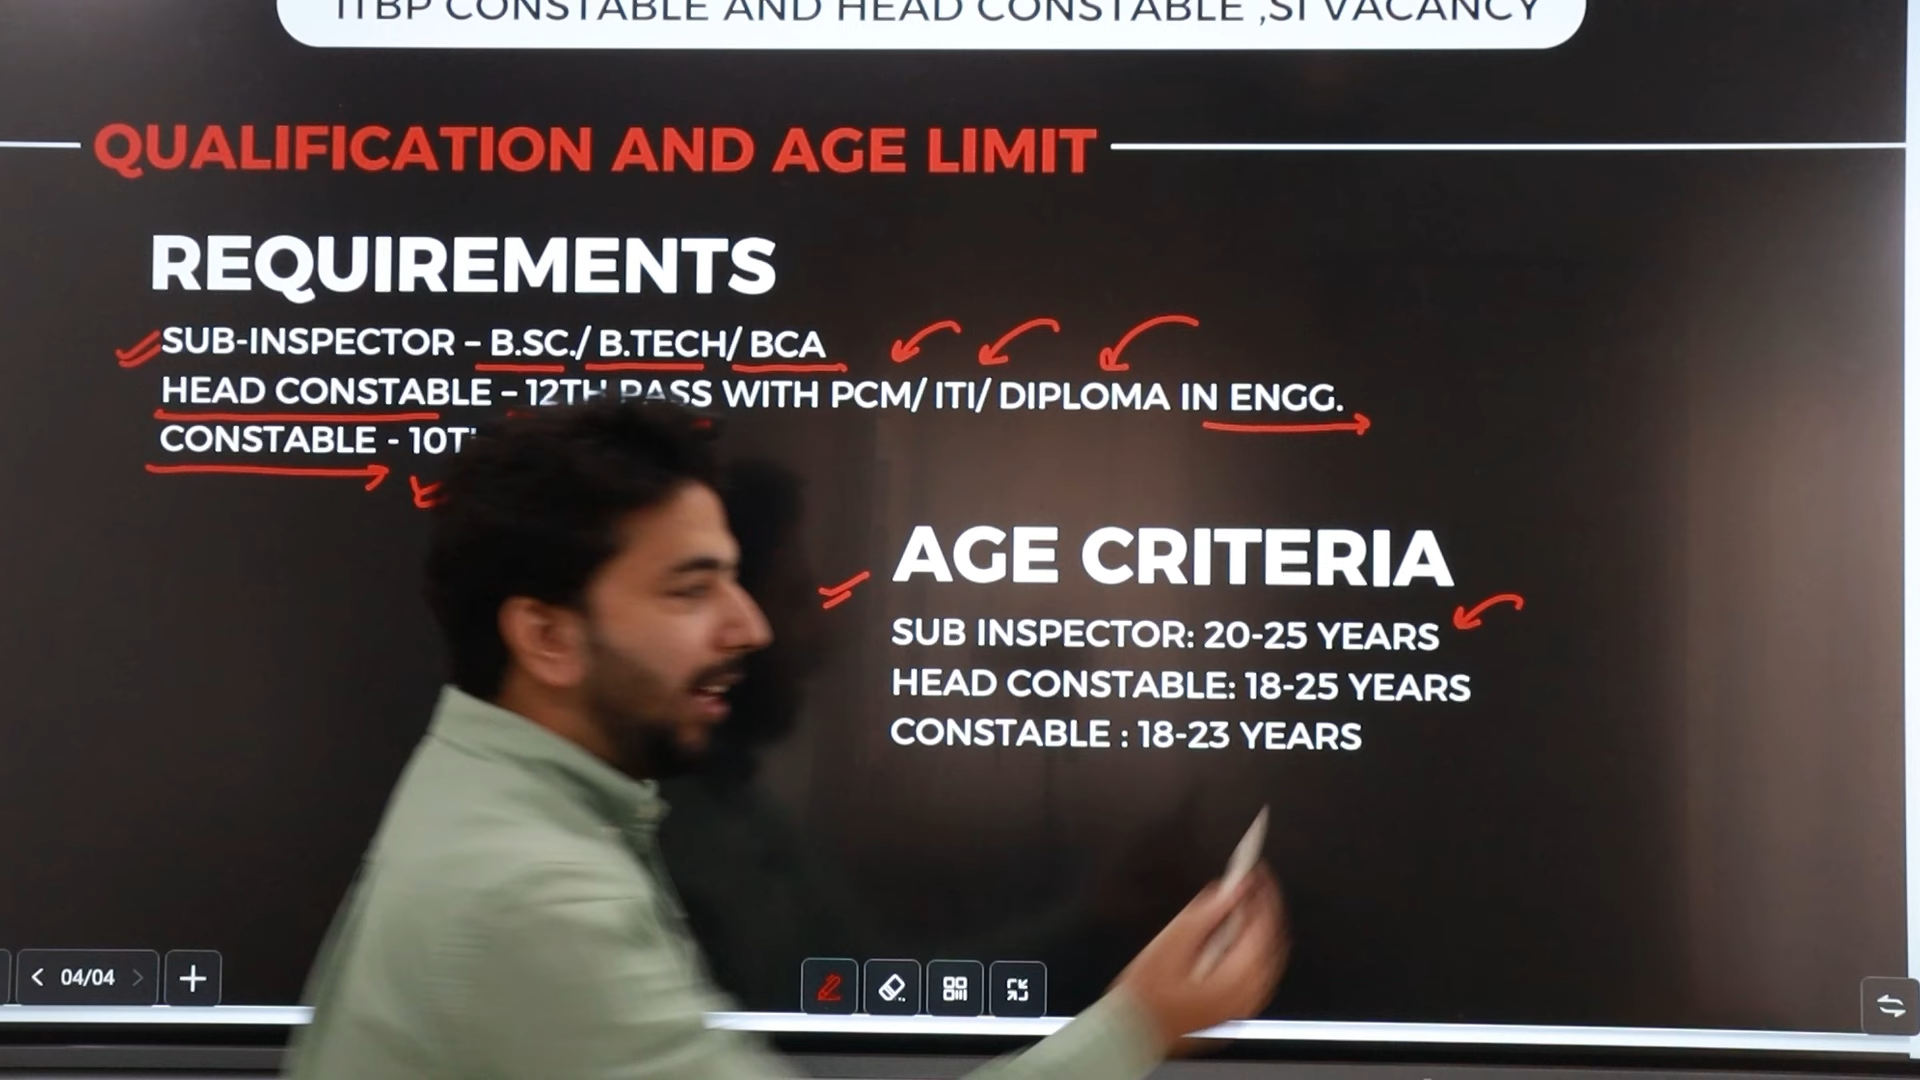 ITBP CONSTABLE AND HEAD CONSTABLE ,SI VACANCY
QUALIFICATION AND AGE LIMIT
REQUIREMENTS
SUB-INSPECTOR – B.SC./ B.TECH/ BCA
HEAD CONSTABLE – 12TH PASS WITH PCM/ ITI/ DIPLOMA IN ENGG.
CONSTABLE - 
AGE CRITERIA
SUB INSPECTOR: 20-25 YEARS
HEAD CONSTABLE: 18-25 YEARS
CONSTABLE : 18-23 YEARS
04/04